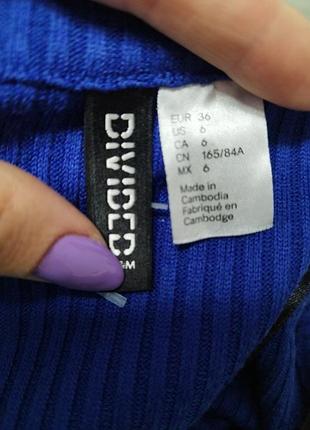 DIVIDED
EUR 36
US 6
CA 6
CN 165/84A
MX 6
Made in
Cambodia
Fabriqué en
Cambodge